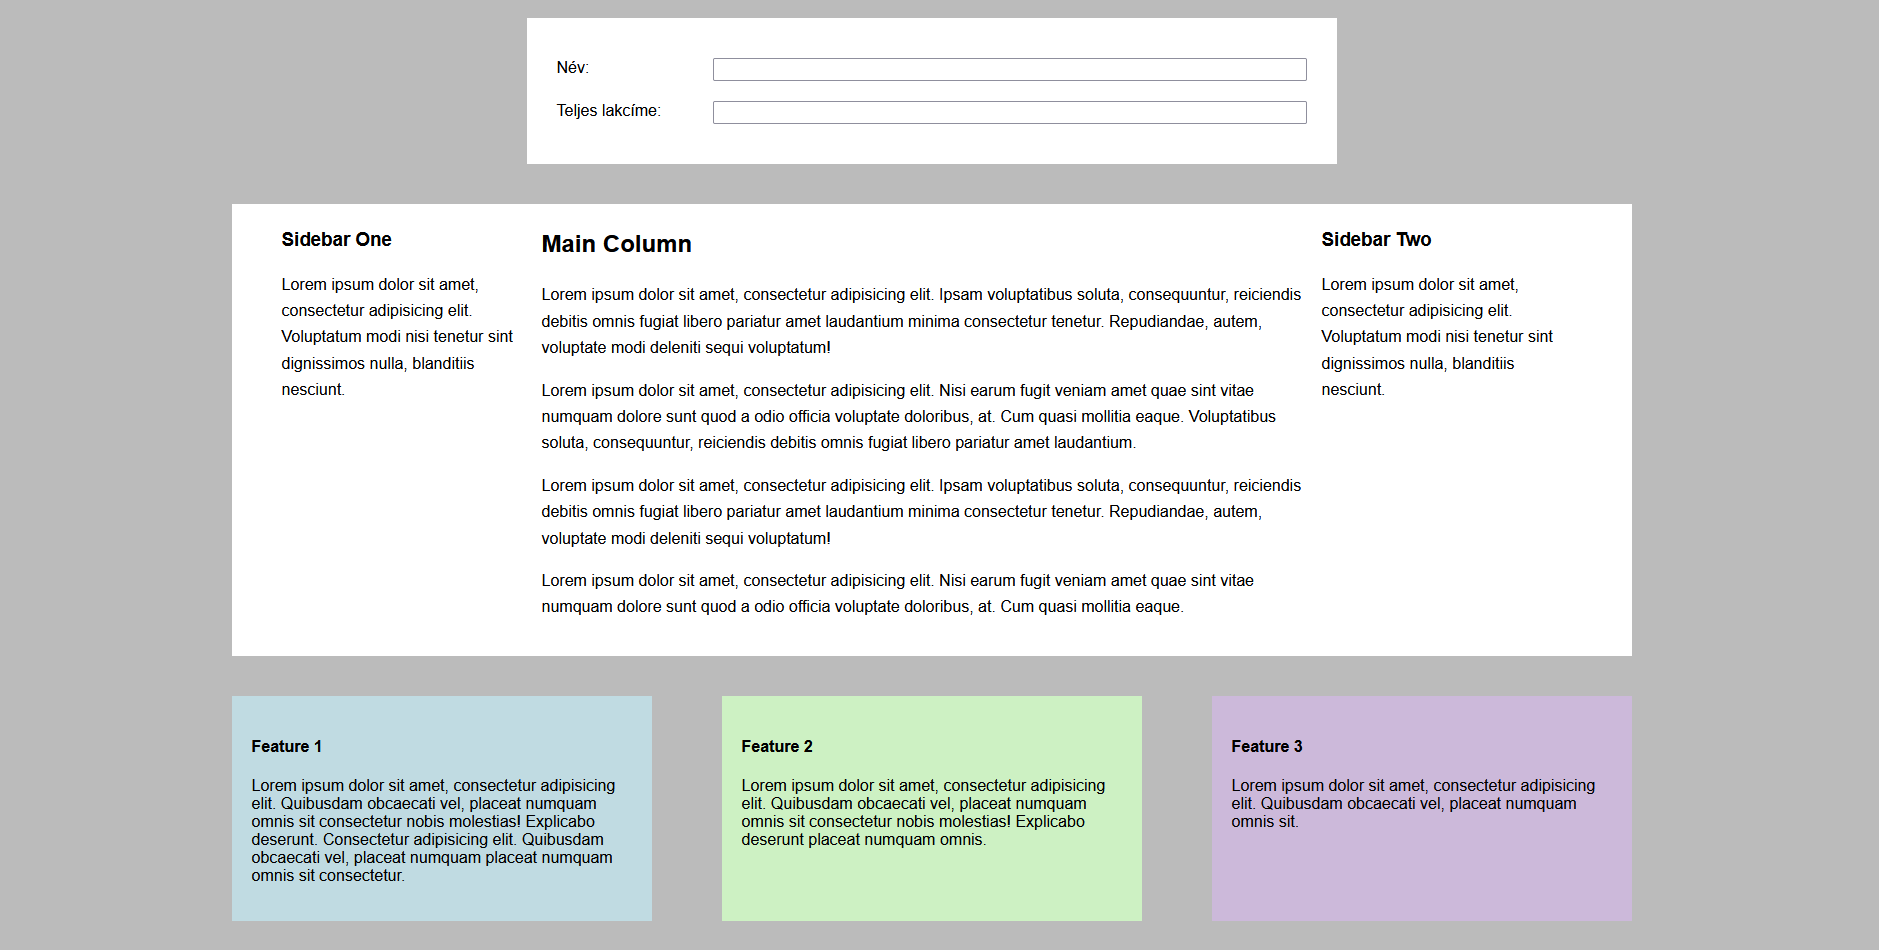 Név:
Teljes lakcíme:
Sidebar One
Lorem ipsum dolor sit amet,
consectetur adipisicing elit.
Voluptatum modi nisi tenetur sint
dignissimos nulla, blanditiis
nesciunt.
Main Column
Lorem ipsum dolor sit amet, consectetur adipisicing elit. Ipsam voluptatibus soluta, consequuntur, reiciendis
debitis omnis fugiat libero pariatur amet laudantium minima consectetur tenetur. Repudiandae, autem,
voluptate modi deleniti sequi voluptatum!
Lorem ipsum dolor sit amet, consectetur adipisicing elit. Nisi earum fugit veniam amet quae sint vitae
numquam dolore sunt quod a odio officia voluptate doloribus, at. Cum quasi mollitia eaque. Voluptatibus
soluta, consequuntur, reiciendis debitis omnis fugiat libero pariatur amet laudantium.
Lorem ipsum dolor sit amet, consectetur adipisicing elit. Ipsam voluptatibus soluta, consequuntur, reiciendis
debitis omnis fugiat libero pariatur amet laudantium minima consectetur tenetur. Repudiandae, autem,
voluptate modi deleniti sequi voluptatum!
Lorem ipsum dolor sit amet, consectetur adipisicing elit. Nisi earum fugit veniam amet quae sint vitae
numquam dolore sunt quod a odio officia voluptate doloribus, at. Cum quasi mollitia eaque.
Sidebar Two
Lorem ipsum dolor sit amet,
consectetur adipisicing elit.
Voluptatum modi nisi tenetur sint
dignissimos nulla, blanditiis
nesciunt.
Feature 1
Lorem ipsum dolor sit amet, consectetur adipisicing
elit. Quibusdam obcaecati vel, placeat numquam
omnis sit consectetur nobis molestias! Explicabo
deserunt. Consectetur adipisicing elit. Quibusdam
obcaecati vel, placeat numquam placeat numquam
omnis sit consectetur.
Feature 2
Lorem ipsum dolor sit amet, consectetur adipisicing
elit. Quibusdam obcaecati vel, placeat numquam
omnis sit consectetur nobis molestias! Explicabo
deserunt placeat numquam omnis.
Feature 3
Lorem ipsum dolor sit amet, consectetur adipisicing
elit. Quibusdam obcaecati vel, placeat numquam
omnis sit.